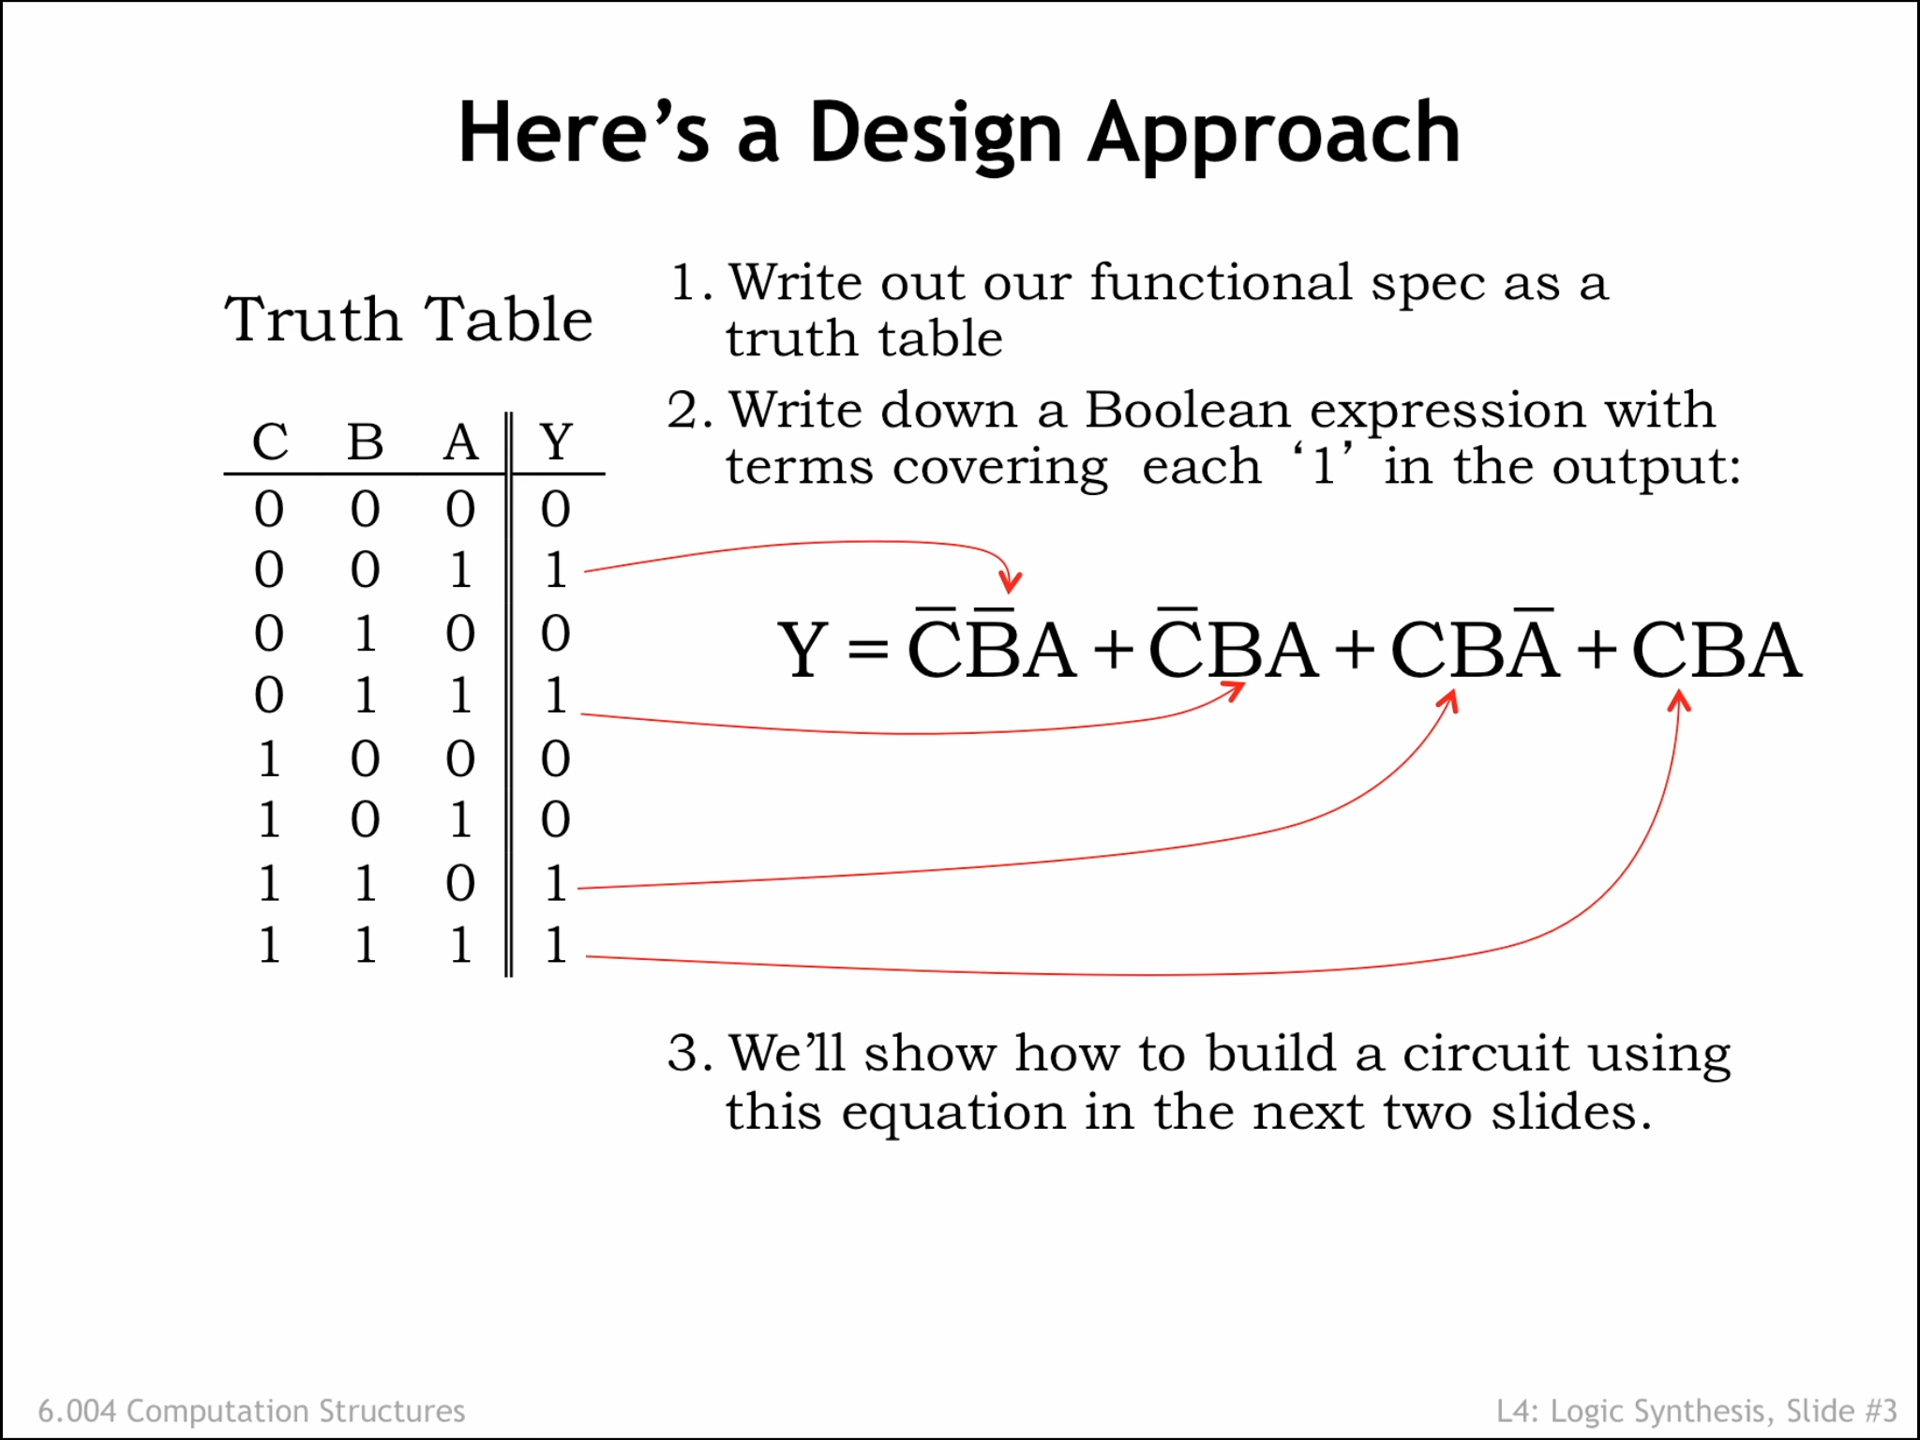 Here’s a Design Approach
Truth Table
C B A Y
0 0 0 0
0 0 1 1
0 1 0 0
0 1 1 1
1 0 0 0
1 0 1 0
1 1 0 1
1 1 1 1
1. Write out our functional spec as a
truth table
2. Write down a Boolean expression with
terms covering each ‘1’ in the output:
Y = C̅B̅A + C̅BA + CBA̅ + CBA
3. We’ll show how to build a circuit using
this equation in the next two slides.
6.004 Computation Structures
L4: Logic Synthesis, Slide #3